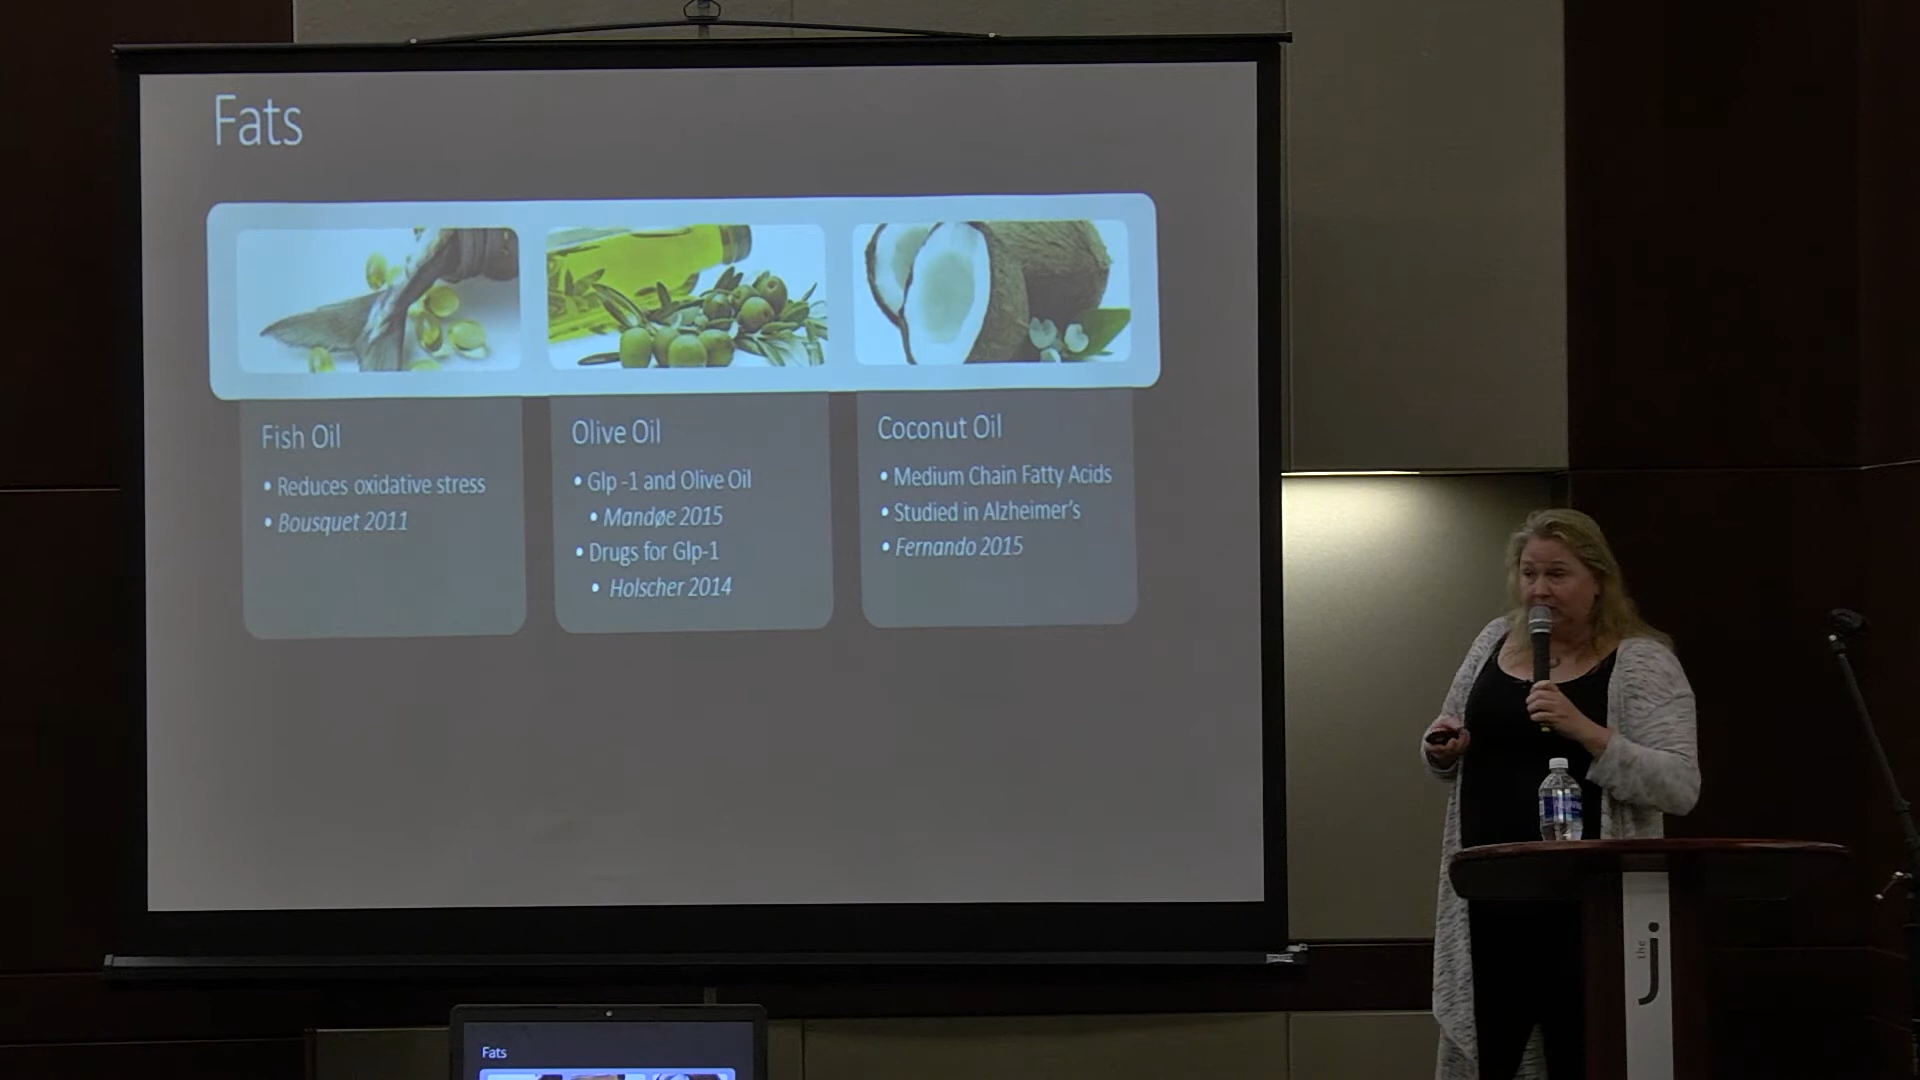 Fats
Fish Oil
• Reduces oxidative stress
• Bousquet 2011
Olive Oil
• Glp -1 and Olive Oil
• Mandøe 2015
• Drugs for Glp-1
• Holscher 2014
Coconut Oil
• Medium Chain Fatty Acids
• Studied in Alzheimer's
• Fernando 2015
the j
Fats